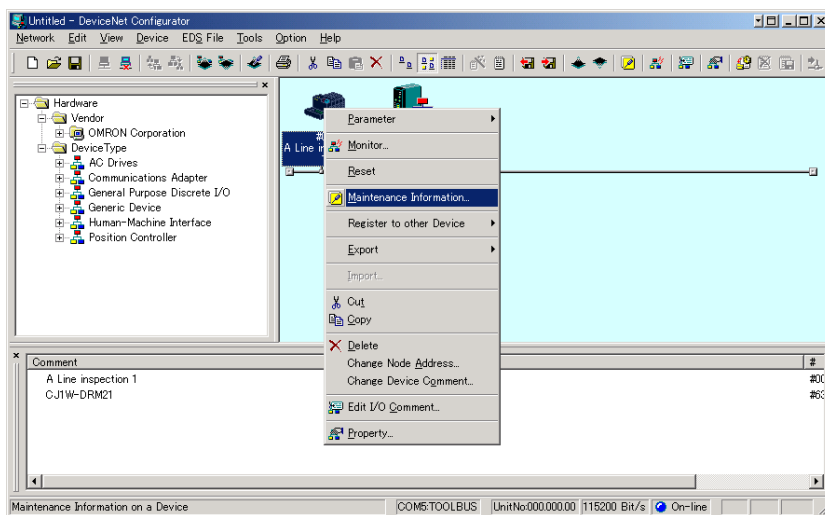 Untitled - DeviceNet Configurator
Network Edit View Device EDS File Tools Option Help
Hardware
Vendor
OMRON Corporation
DeviceType
AC Drives
Communications Adapter
General Purpose Discrete I/O
Generic Device
Human-Machine Interface
Position Controller
A Line
Parameter
Monitor...
Reset
Maintenance Information...
Register to other Device
Export
Import...
Cut
Copy
Delete
Change Node Address...
Change Device Comment...
Edit I/O Comment...
Property...
Comment #
A Line inspection 1 #00
CJ1W-DRM21 #63
Maintenance Information on a Device COM5:TOOLBUS UnitNo:000.000.00 115200 Bit/s On-line